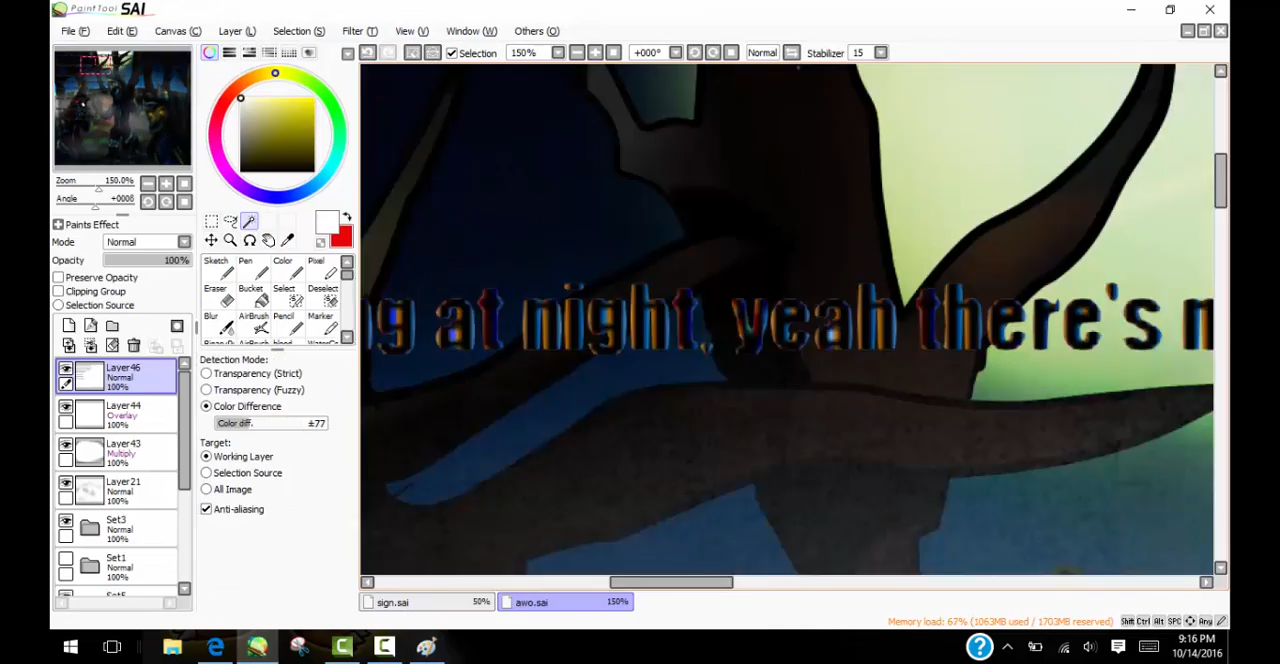 PaintTool SAI
File (F) Edit (E) Canvas (C) Layer (L) Selection (S) Filter (T) View (V) Window (W) Others (O)
Selection 150% +000° Normal Stabilizer 15
Zoom 150.0%
Angle +000θ
Paints Effect
Mode Normal
Opacity 100%
Preserve Opacity
Clipping Group
Selection Source
Layer46
Normal
100%
Layer44
Overlay
100%
Layer43
Multiply
100%
Layer21
Normal
100%
Set3
Normal
100%
Set1
Normal
100%
Sketch Pen Color Pixel
Eraser Bucket Select Deselect
Blur AirBrush Pencil Marker
Detection Mode:
Transparency (Strict)
Transparency (Fuzzy)
Color Difference
Color diff. ±77
Target:
Working Layer
Selection Source
All Image
Anti-aliasing
ng at night, yeah there's
sign.sai 50% awo.sai 150%
Memory load: 67% (1063MB used / 1703MB reserved) Shift Ctrl Alt SPC Any
9:16 PM
10/14/2016